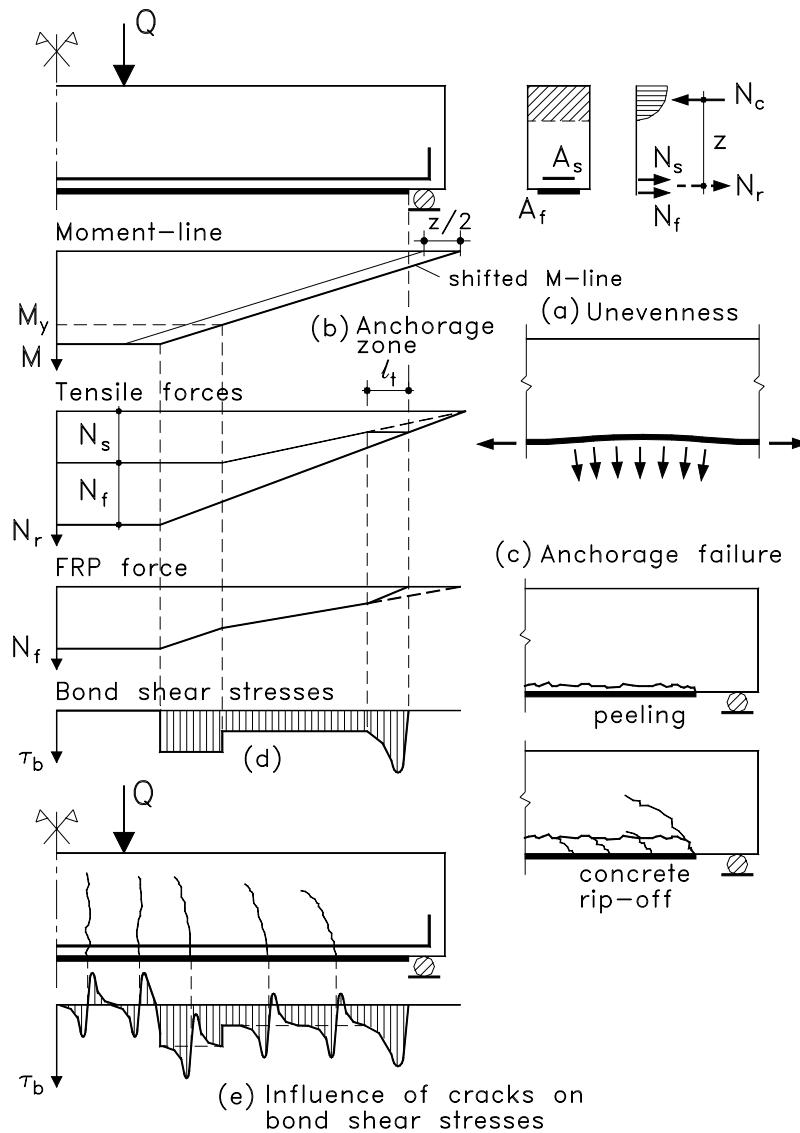 Q
N_c
z
A_s
N_s
N_r
A_f
N_f
z/2
Moment-line
shifted M-line
M_y
M
(a) Unevenness
(b) Anchorage
zone
l_t
Tensile forces
N_s
N_f
N_r
(c) Anchorage failure
FRP force
N_f
Bond shear stresses
peeling
(d)
τ_b
Q
concrete
rip-off
τ_b
(e) Influence of cracks on
bond shear stresses